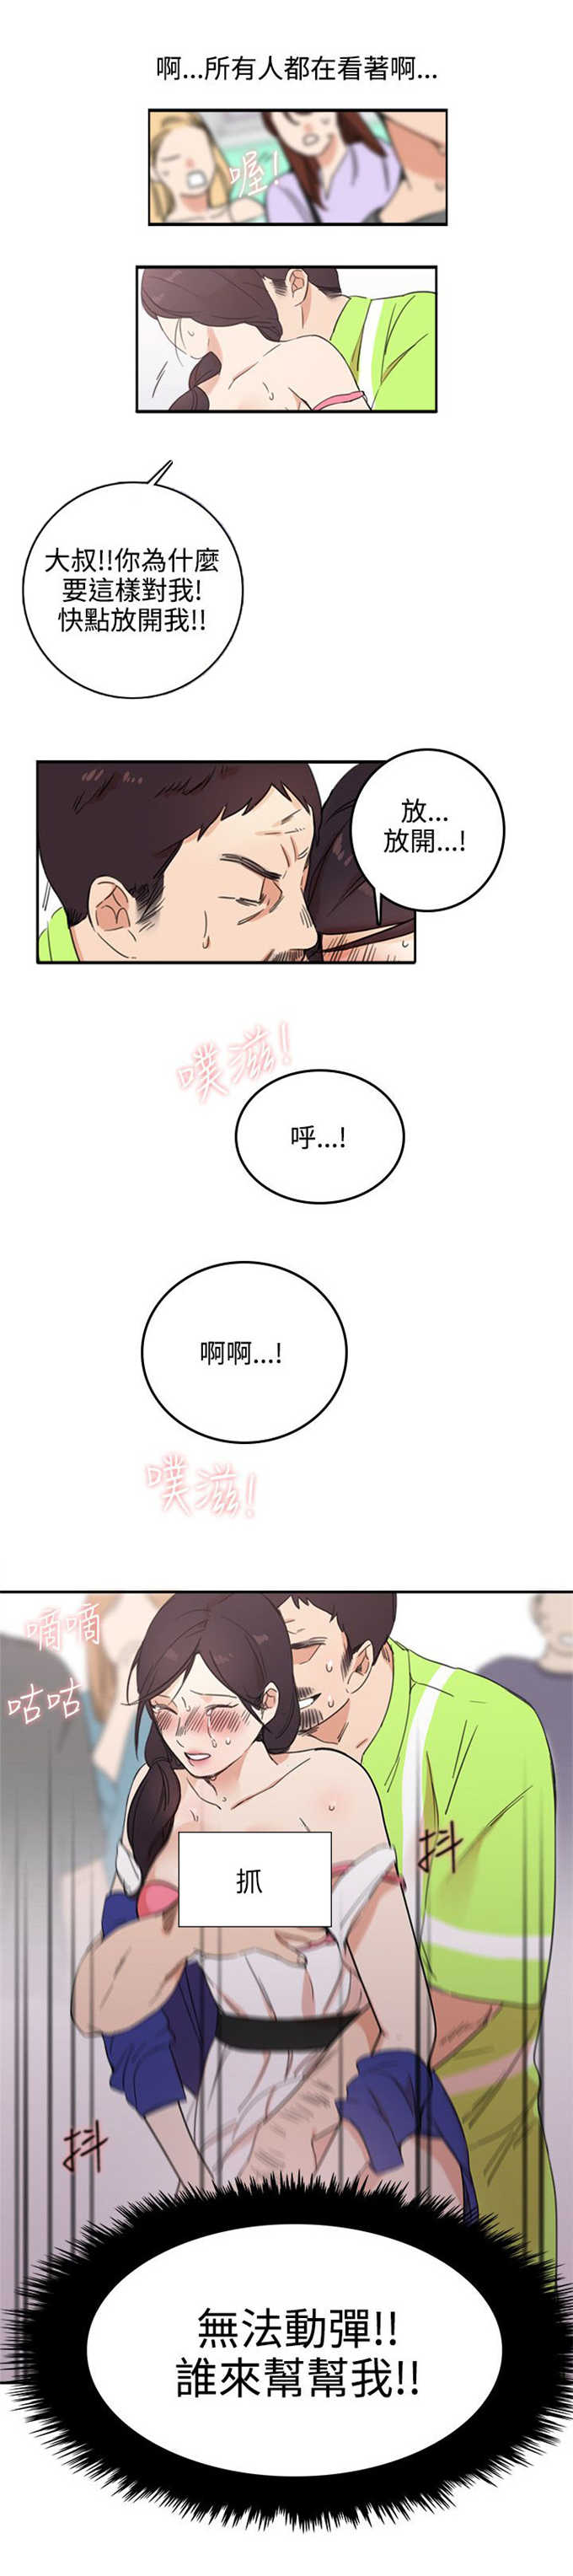 啊...所有人都在看著啊...
喔!
大叔!!你為什麼
要這樣對我!
快點放開我!!
放...
放開...!
噗滋!
呼...!
啊啊...!
噗滋!
嘀嘀
咕咕
抓
抖
抖
無法動彈!!
誰來幫幫我!!